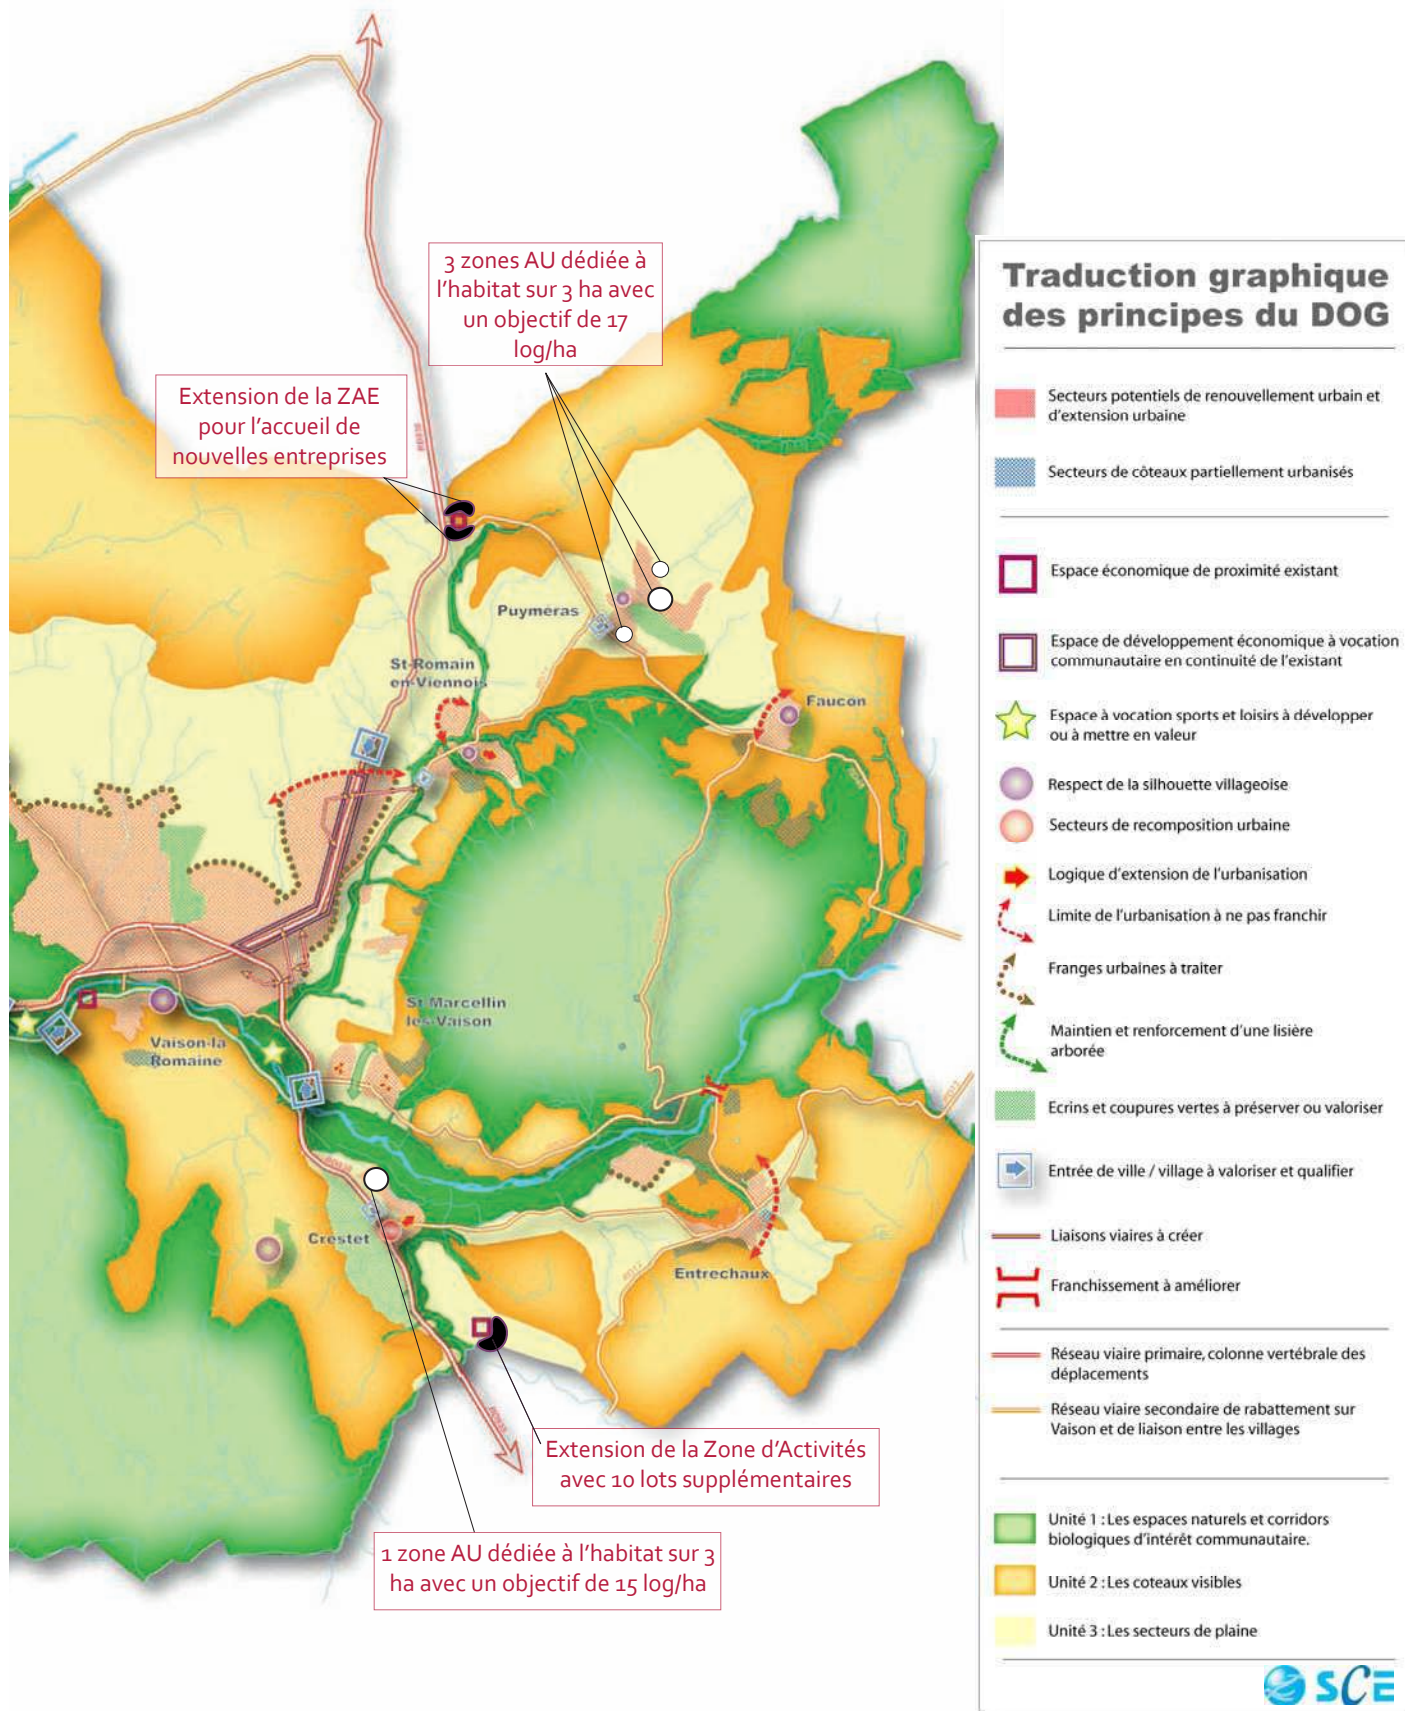 3 zones AU dédiée à
l'habitat sur 3 ha avec
un objectif de 17
log/ha
Extension de la ZAE
pour l'accueil de
nouvelles entreprises
Puyméras
St-Romain
en-Viennois
Faucon
St Marcellin
les-Vaison
Vaison-la
Romaine
Crestet
Entrechaux
Extension de la Zone d'Activités
avec 10 lots supplémentaires
1 zone AU dédiée à l'habitat sur 3
ha avec un objectif de 15 log/ha
Traduction graphique
des principes du DOG
Secteurs potentiels de renouvellement urbain et
d'extension urbaine
Secteurs de côteaux partiellement urbanisés
Espace économique de proximité existant
Espace de développement économique à vocation
communautaire en continuité de l'existant
Espace à vocation sports et loisirs à développer
ou à mettre en valeur
Respect de la silhouette villageoise
Secteurs de recomposition urbaine
Logique d'extension de l'urbanisation
Limite de l'urbanisation à ne pas franchir
Franges urbaines à traiter
Maintien et renforcement d'une lisière
arborée
Ecrins et coupures vertes à préserver ou valoriser
Entrée de ville / village à valoriser et qualifier
Liaisons viaires à créer
Franchissement à améliorer
Réseau viaire primaire, colonne vertébrale des
déplacements
Réseau viaire secondaire de rabattement sur
Vaison et de liaison entre les villages
Unité 1 : Les espaces naturels et corridors
biologiques d'intérêt communautaire.
Unité 2 : Les coteaux visibles
Unité 3 : Les secteurs de plaine
SCE